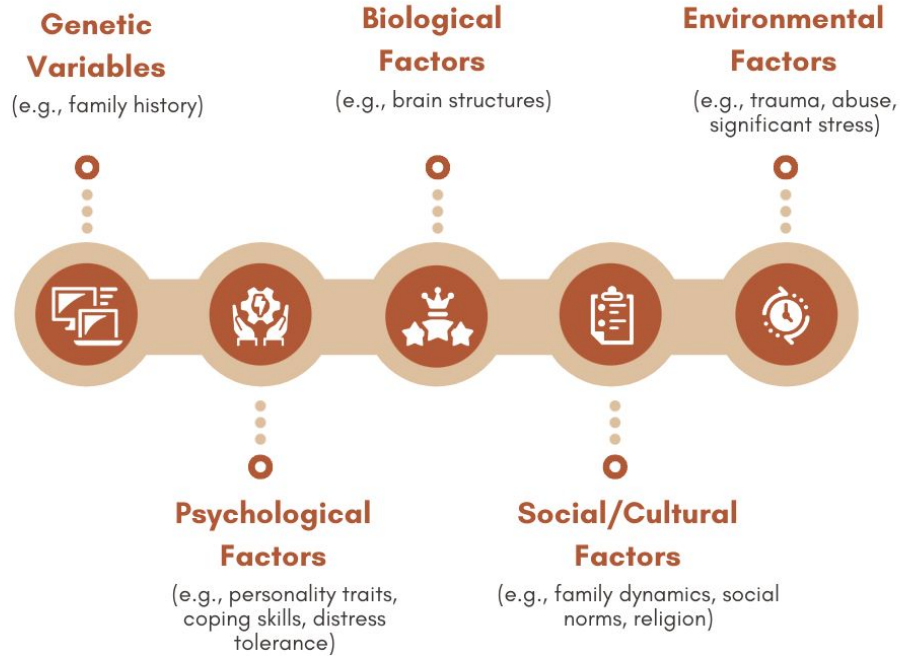 Genetic
Variables
(e.g., family history)
Biological
Factors
(e.g., brain structures)
Environmental
Factors
(e.g., trauma, abuse,
significant stress)
Psychological
Factors
(e.g., personality traits,
coping skills, distress
tolerance)
Social/Cultural
Factors
(e.g., family dynamics, social
norms, religion)